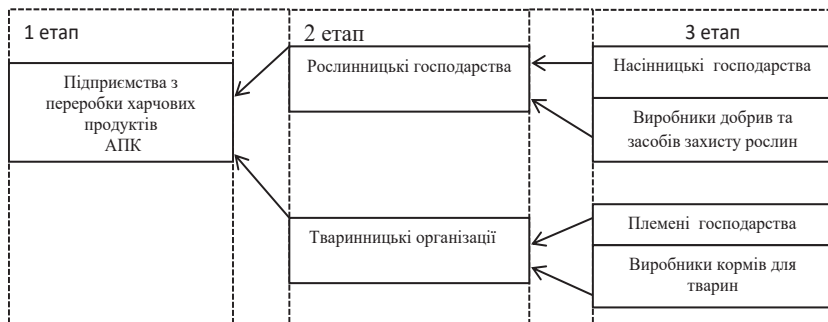 1 етап
Підприємства з
переробки харчових
продуктів
АПК
2 етап
Рослинницькі господарства
Тваринницькі організації
3 етап
Насінницькі господарства
Виробники добрив та
засобів захисту рослин
Племені господарства
Виробники кормів для
тварин